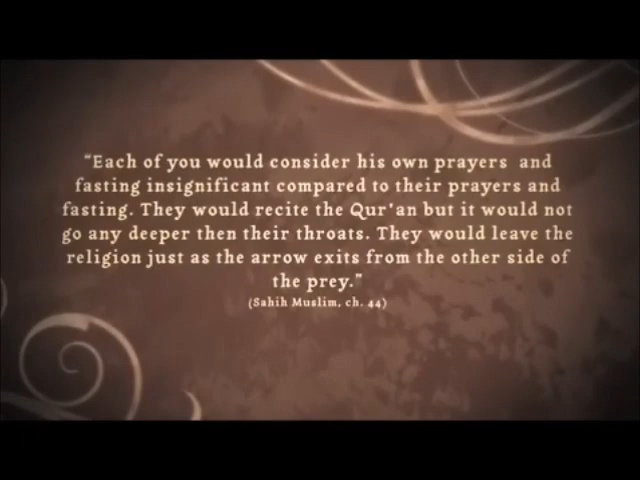 “Each of you would consider his own prayers and
fasting insignificant compared to their prayers and
fasting. They would recite the Qur'an but it would not
go any deeper then their throats. They would leave the
religion just as the arrow exits from the other side of
the prey.”
(Sahih Muslim, ch. 44)